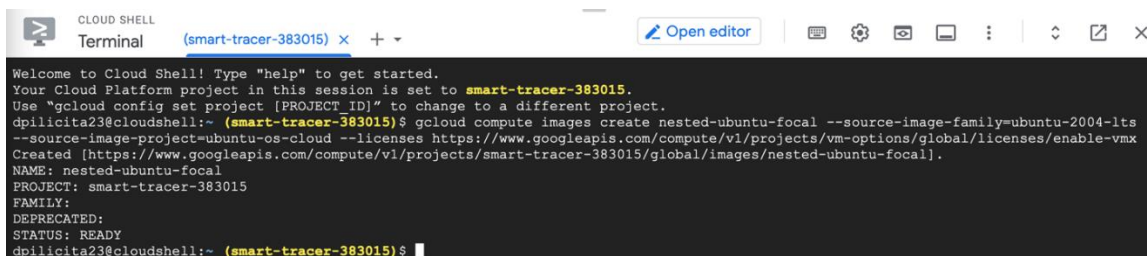 CLOUD SHELL
Terminal (smart-tracer-383015) × + Open editor
Welcome to Cloud Shell! Type "help" to get started.
Your Cloud Platform project in this session is set to smart-tracer-383015.
Use “gcloud config set project [PROJECT_ID]” to change to a different project.
dpilicita23@cloudshell:~ (smart-tracer-383015)$ gcloud compute images create nested-ubuntu-focal --source-image-family=ubuntu-2004-lts
--source-image-project=ubuntu-os-cloud --licenses https://www.googleapis.com/compute/v1/projects/vm-options/global/licenses/enable-vmx
Created [https://www.googleapis.com/compute/v1/projects/smart-tracer-383015/global/images/nested-ubuntu-focal].
NAME: nested-ubuntu-focal
PROJECT: smart-tracer-383015
FAMILY:
DEPRECATED:
STATUS: READY
dpilicita23@cloudshell:~ (smart-tracer-383015)$